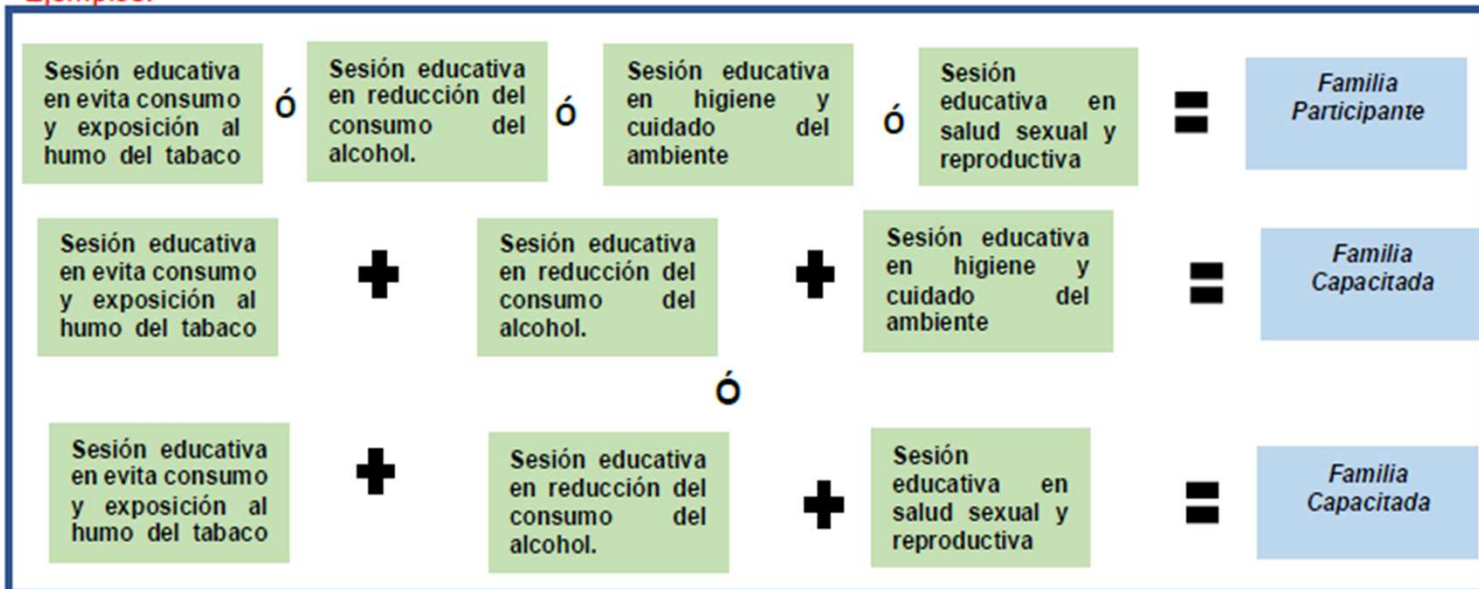 Ejemplos:
Sesión educativa
en evita consumo
y exposición al
humo del tabaco
Ó
Sesión educativa
en reducción del
consumo del
alcohol.
Ó
Sesión educativa
en higiene y
cuidado del
ambiente
Ó
Sesión
educativa en
salud sexual y
reproductiva
=
Familia
Participante
Sesión educativa
en evita consumo
y exposición al
humo del tabaco
+
Sesión educativa
en reducción del
consumo del
alcohol.
+
Sesión educativa
en higiene y
cuidado del
ambiente
=
Familia
Capacitada
Ó
Sesión educativa
en evita consumo
y exposición al
humo del tabaco
+
Sesión educativa
en reducción del
consumo del
alcohol.
+
Sesión
educativa en
salud sexual y
reproductiva
=
Familia
Capacitada